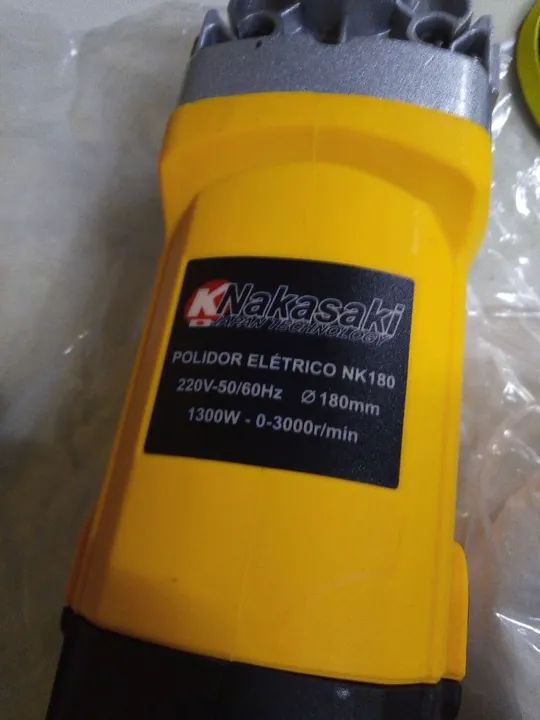 K Nakasaki
JAPAN TECHNOLOGY
POLIDOR ELÉTRICO NK180
220V-50/60Hz Ø180mm
1300W - 0-3000r/min